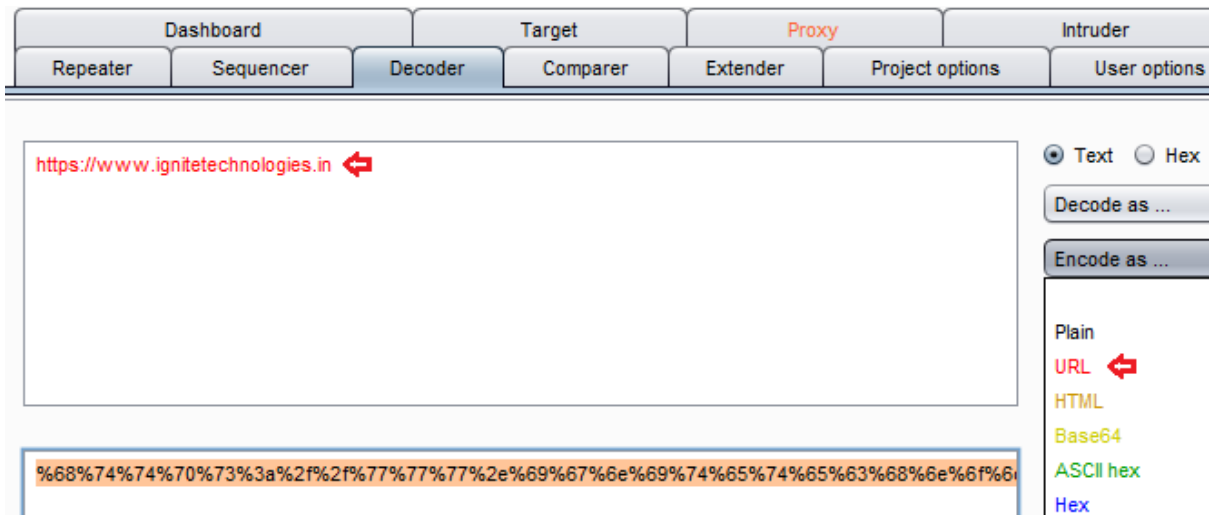 Dashboard Target Proxy Intruder
Repeater Sequencer Decoder Comparer Extender Project options User options
https://www.ignitetechnologies.in
Text Hex
Decode as ...
Encode as ...
Plain
URL
HTML
Base64
%68%74%74%70%73%3a%2f%2f%77%77%77%2e%69%67%6e%69%74%65%74%65%63%68%6e%6f%6
ASCII hex
Hex